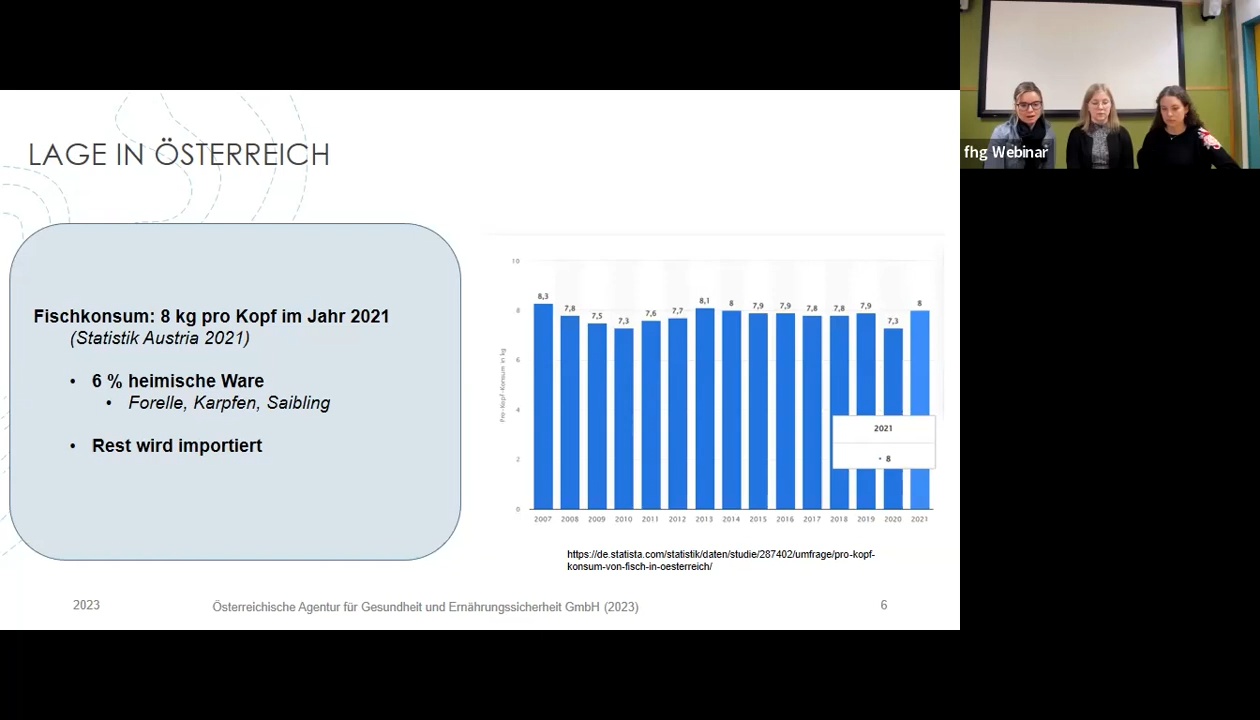 LAGE IN ÖSTERREICH
Fischkonsum: 8 kg pro Kopf im Jahr 2021
(Statistik Austria 2021)
• 6 % heimische Ware
• Forelle, Karpfen, Saibling
• Rest wird importiert
Pro-Kopf-Konsum in kg
10
8
6
4
2
0
8,3 7,8 7,5 7,3 7,6 7,7 8,1 8 7,9 7,9 7,8 7,8 7,9 7,3 8
2021
• 8
2007 2008 2009 2010 2011 2012 2013 2014 2015 2016 2017 2018 2019 2020 2021
https://de.statista.com/statistik/daten/studie/287402/umfrage/pro-kopf-
konsum-von-fisch-in-oesterreich/
2023 Österreichische Agentur für Gesundheit und Ernährungssicherheit GmbH (2023) 6
fhg Webinar